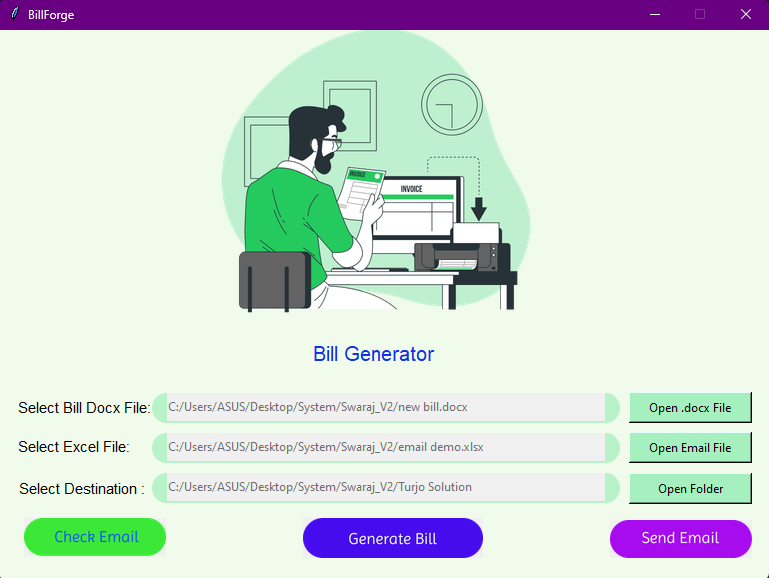 BillForge
INVOICE
INVOICE
Bill Generator
Select Bill Docx File: C:/Users/ASUS/Desktop/System/Swaraj_V2/new bill.docx Open .docx File
Select Excel File: C:/Users/ASUS/Desktop/System/Swaraj_V2/email demo.xlsx Open Email File
Select Destination : C:/Users/ASUS/Desktop/System/Swaraj_V2/Turjo Solution Open Folder
Check Email Generate Bill Send Email